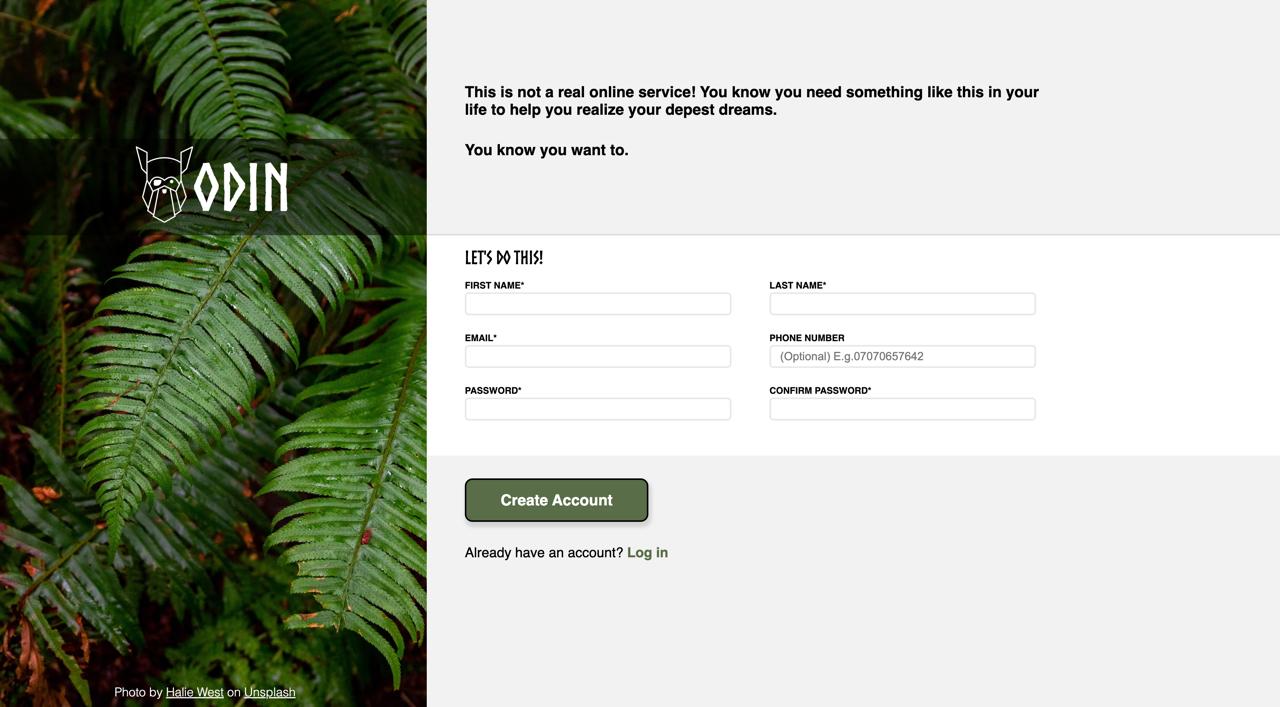 ODIN
Photo by Halie West on Unsplash
This is not a real online service! You know you need something like this in your
life to help you realize your depest dreams.
You know you want to.
LET'S DO THIS!
FIRST NAME*
LAST NAME*
EMAIL*
PHONE NUMBER
(Optional) E.g.07070657642
PASSWORD*
CONFIRM PASSWORD*
Create Account
Already have an account? Log in